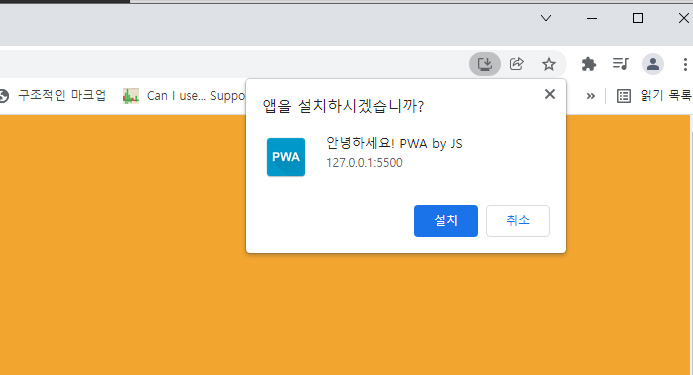 구조적인 마크업
Can I use... Suppo
»
읽기 목록
앱을 설치하시겠습니까?
PWA
안녕하세요! PWA by JS
127.0.0.1:5500
설치
취소